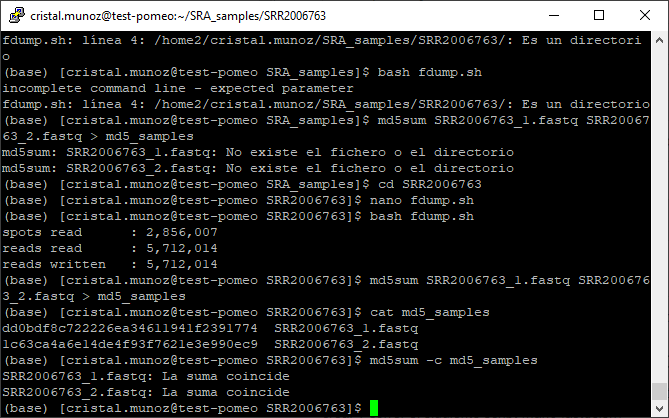 cristal.munoz@test-pomeo:~/SRA_samples/SRR2006763
fdump.sh: línea 4: /home2/cristal.munoz/SRA_samples/SRR2006763/: Es un directori
o
(base) [cristal.munoz@test-pomeo SRA_samples]$ bash fdump.sh
incomplete command line - expected parameter
fdump.sh: línea 4: /home2/cristal.munoz/SRA_samples/SRR2006763/: Es un directorio
(base) [cristal.munoz@test-pomeo SRA_samples]$ md5sum SRR2006763_1.fastq SRR20067
63_2.fastq > md5_samples
md5sum: SRR2006763_1.fastq: No existe el fichero o el directorio
md5sum: SRR2006763_2.fastq: No existe el fichero o el directorio
(base) [cristal.munoz@test-pomeo SRA_samples]$ cd SRR2006763
(base) [cristal.munoz@test-pomeo SRR2006763]$ nano fdump.sh
(base) [cristal.munoz@test-pomeo SRR2006763]$ bash fdump.sh
spots read      : 2,856,007
reads read      : 5,712,014
reads written   : 5,712,014
(base) [cristal.munoz@test-pomeo SRR2006763]$ md5sum SRR2006763_1.fastq SRR200676
3_2.fastq > md5_samples
(base) [cristal.munoz@test-pomeo SRR2006763]$ cat md5_samples
dd0bdf8c722226ea34611941f2391774  SRR2006763_1.fastq
1c63ca4a6e14de4f93f7621e3e990ec9  SRR2006763_2.fastq
(base) [cristal.munoz@test-pomeo SRR2006763]$ md5sum -c md5_samples
SRR2006763_1.fastq: La suma coincide
SRR2006763_2.fastq: La suma coincide
(base) [cristal.munoz@test-pomeo SRR2006763]$